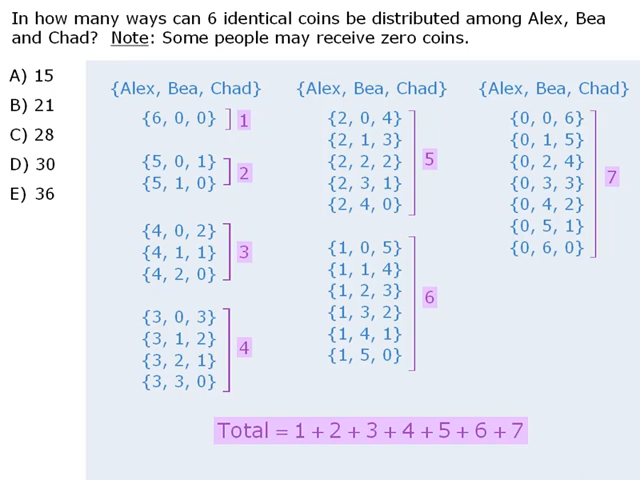 In how many ways can 6 identical coins be distributed among Alex, Bea
and Chad?  Note: Some people may receive zero coins.
A) 15
B) 21
C) 28
D) 30
E) 36
{Alex, Bea, Chad}
{6, 0, 0}
1
{5, 0, 1}
{5, 1, 0}
2
{4, 0, 2}
{4, 1, 1}
{4, 2, 0}
3
{3, 0, 3}
{3, 1, 2}
{3, 2, 1}
{3, 3, 0}
4
{Alex, Bea, Chad}
{2, 0, 4}
{2, 1, 3}
{2, 2, 2}
{2, 3, 1}
{2, 4, 0}
5
{1, 0, 5}
{1, 1, 4}
{1, 2, 3}
{1, 3, 2}
{1, 4, 1}
{1, 5, 0}
6
{Alex, Bea, Chad}
{0, 0, 6}
{0, 1, 5}
{0, 2, 4}
{0, 3, 3}
{0, 4, 2}
{0, 5, 1}
{0, 6, 0}
7
Total = 1 + 2 + 3 + 4 + 5 + 6 + 7